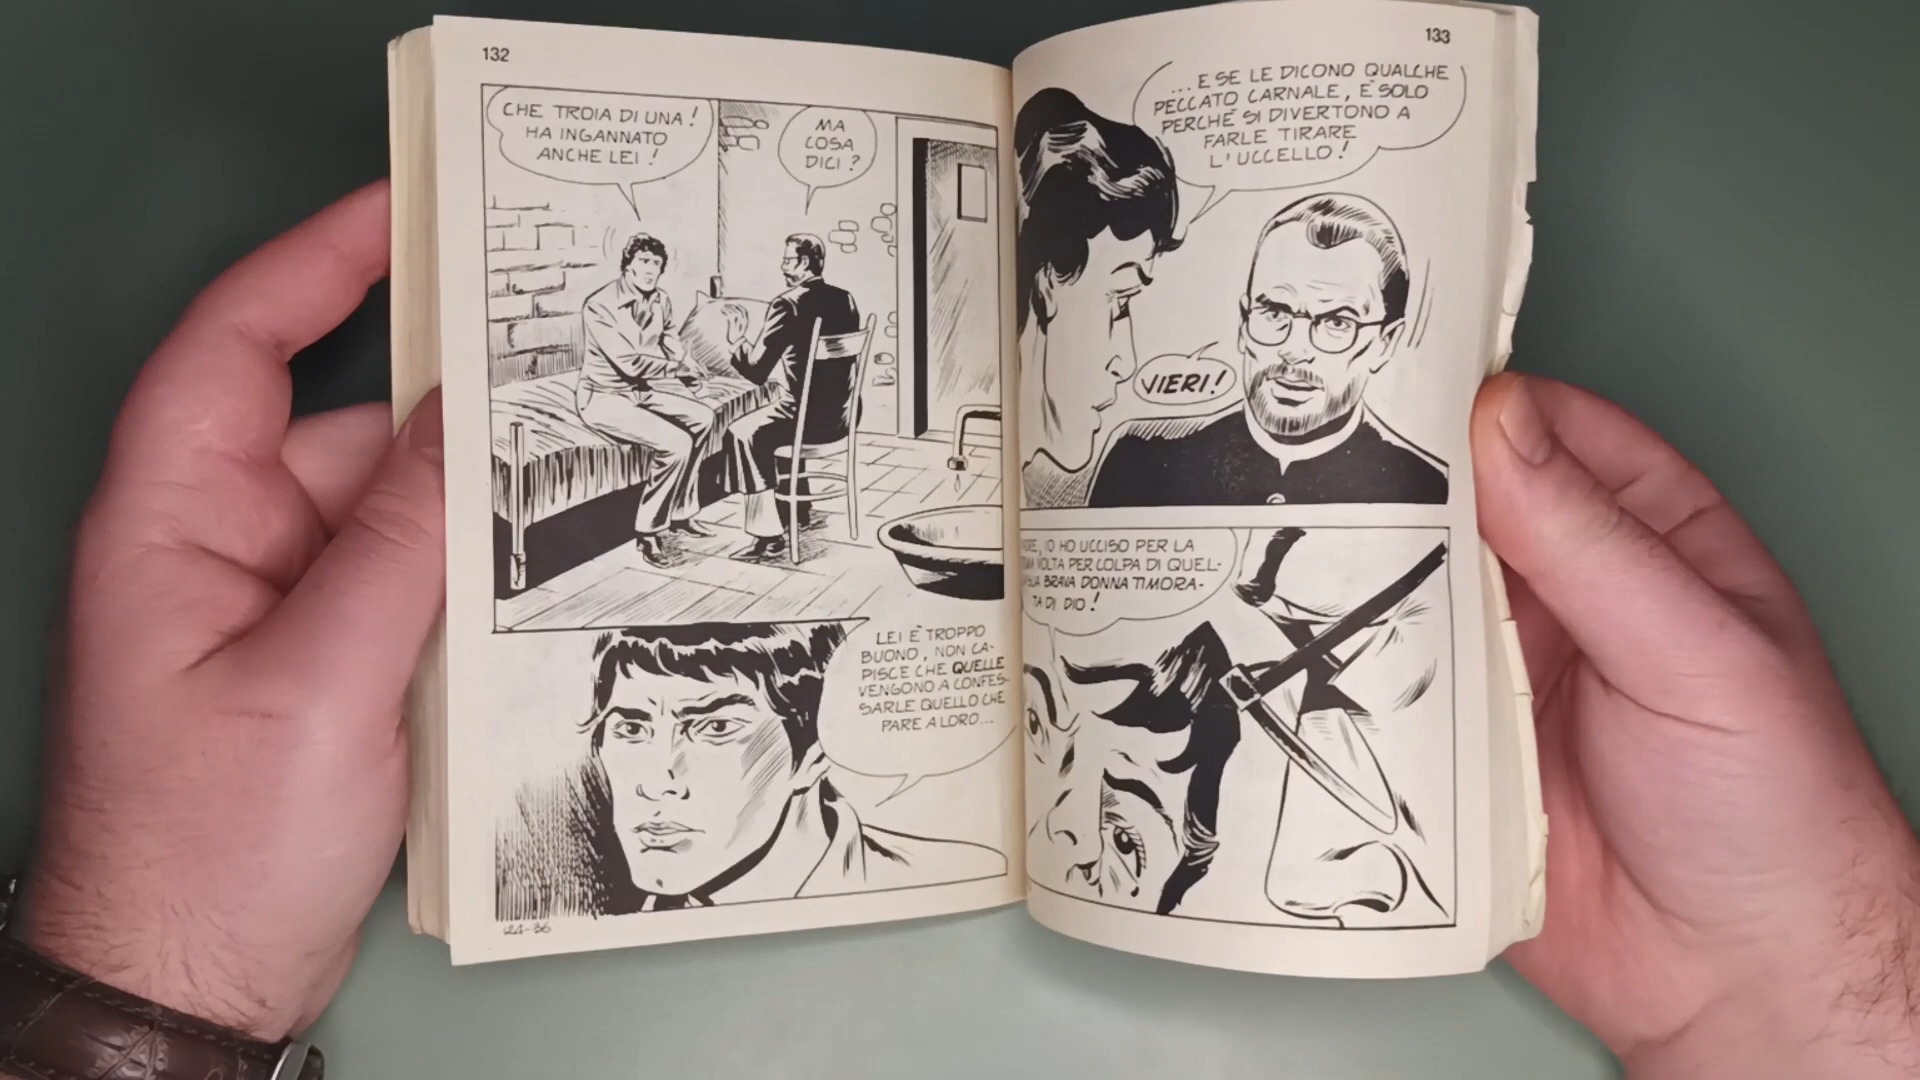 132
CHE TROIA DI UNA!
HA INGANNATO
ANCHE LEI!
MA
COSA
DICI?
LEI È TROPPO
BUONO, NON CA-
PISCE CHE QUELLE
VENGONO A CONFES-
SARLE QUELLO CHE
PARE A LORO...
124-36
133
...E SE LE DICONO QUALCHE
PECCATO CARNALE, È SOLO
PERCHÉ SI DIVERTONO A
FARLE TIRARE
L'UCCELLO!
VIERI!
IO HO UCCISO PER LA
VOLTA PER COLPA DI QUEL-
BRAVA DONNA TIMORA-
TA DI DIO!